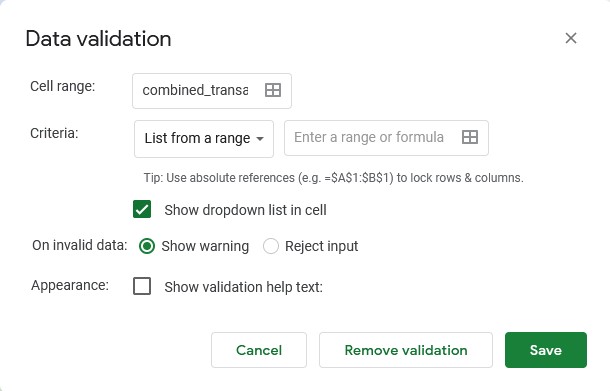 Data validation
Cell range: combined_transa
Criteria: List from a range Enter a range or formula
Tip: Use absolute references (e.g. =$A$1:$B$1) to lock rows & columns.
Show dropdown list in cell
On invalid data: Show warning Reject input
Appearance: Show validation help text:
Cancel Remove validation Save